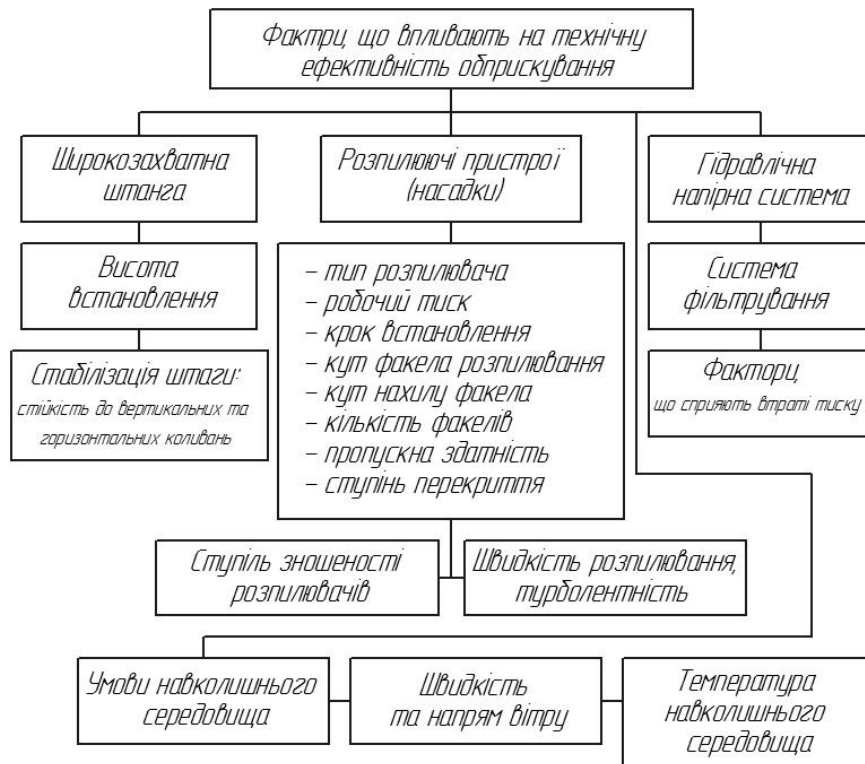 Фактри, що впливають на технічну
ефективність обприскування
Широкозахватна
штанга
Розпилюючі пристрої
(насадки)
Гідравлічна
напірна система
Висота
встановлення
– тип розпилювача
– робочий тиск
– крок встановлення
– кут факела розпилювання
– кут нахилу факела
– кількість факелів
– пропускна здатність
– ступінь перекриття
Система
фільтрування
Стабілізація штаги:
стійкість до вертикальних та
горизонтальних коливань
Фактори,
що сприяють втраті тиску
Ступіль зношеності
розпилювачів
Швидкість розпилювання,
турболентність
Умови навколишнього
середовища
Швидкість
та напрям вітру
Температура
навколишнього
середовища